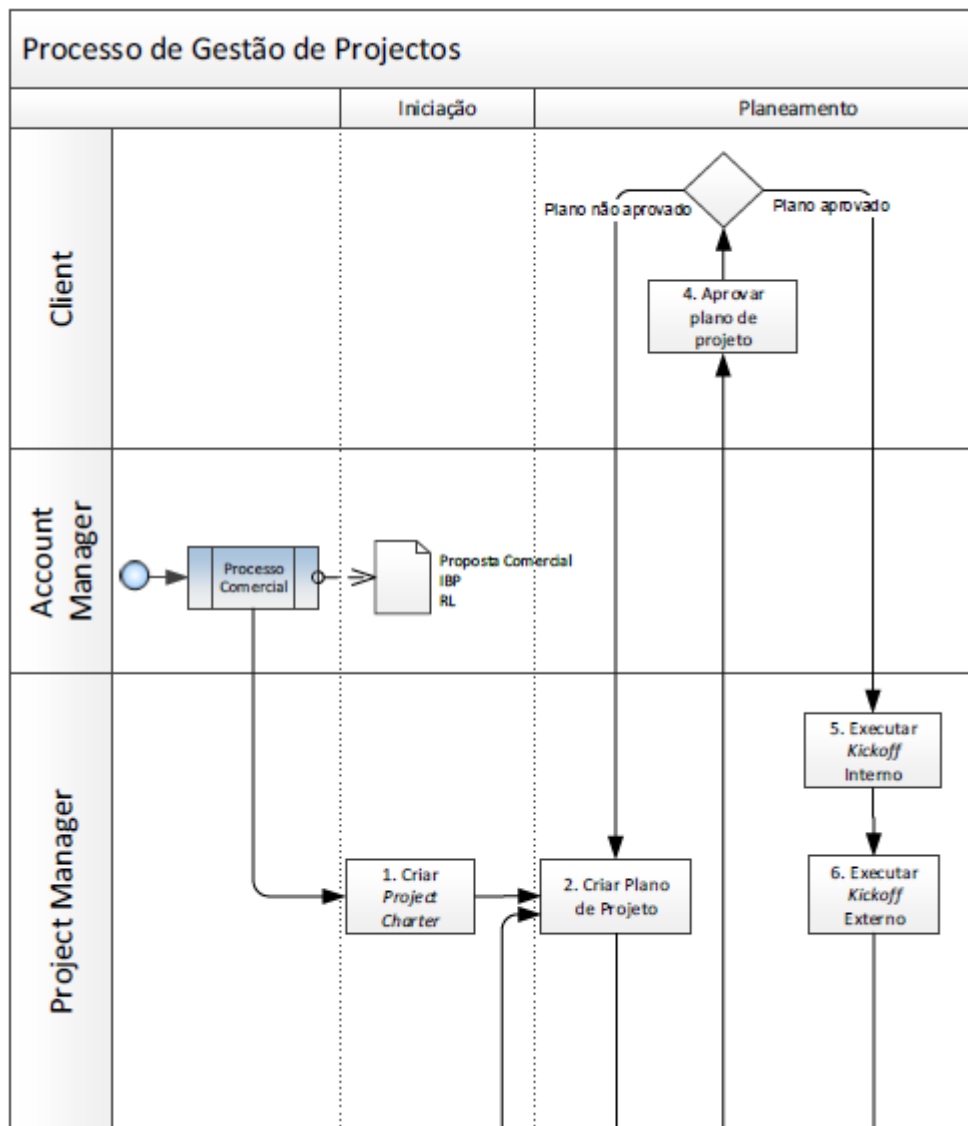 Processo de Gestão de Projectos
Iniciação
Planeamento
Client
Plano não aprovado
Plano aprovado
4. Aprovar
plano de
projeto
Account
Manager
Processo
Comercial
Proposta Comercial
IBP
RL
Project Manager
5. Executar
Kickoff
Interno
1. Criar
Project
Charter
2. Criar Plano
de Projeto
6. Executar
Kickoff
Externo